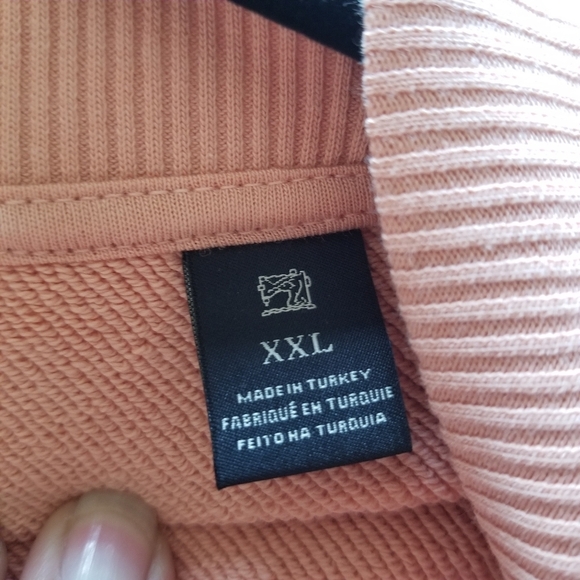 XXL
MADE IN TURKEY
FABRIQUÉ EN TURQUIE
FEITO NA TURQUIA